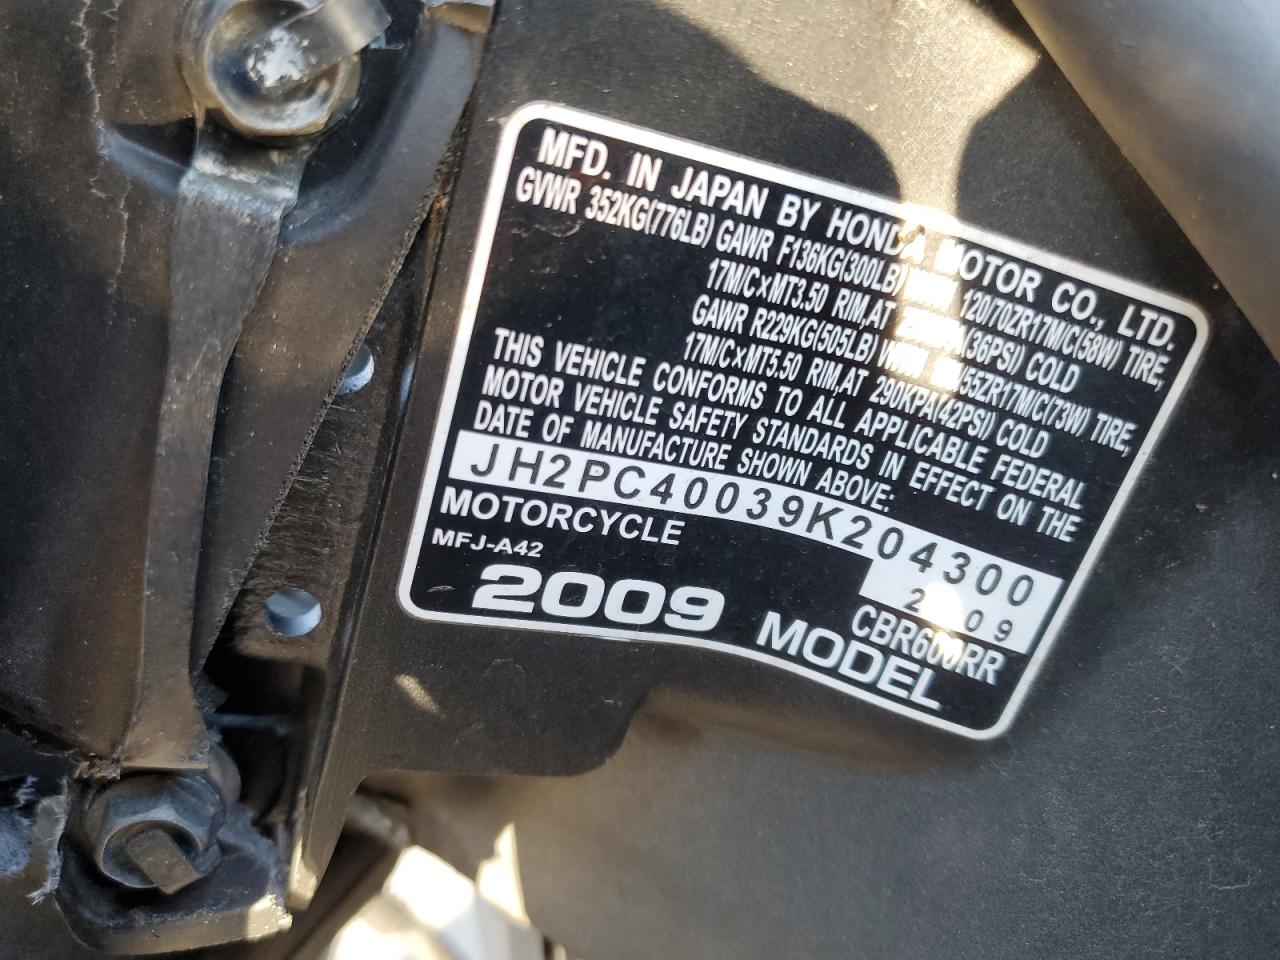 MFD. IN JAPAN BY HONDA MOTOR CO., LTD.
GVWR 352KG(776LB) GAWR F136KG(300LB) 120/70ZR17M/C(58W) TIRE,
17M/C×MT3.50 RIM,AT (36PSI) COLD
GAWR R229KG(505LB) 55ZR17M/C(73W) TIRE,
17M/C×MT5.50 RIM,AT 290KPA(42PSI) COLD
THIS VEHICLE CONFORMS TO ALL APPLICABLE FEDERAL
MOTOR VEHICLE SAFETY STANDARDS IN EFFECT ON THE
DATE OF MANUFACTURE SHOWN ABOVE:
JH2PC40039K204300
MOTORCYCLE
MFJ-A42
CBR600RR
2009 MODEL